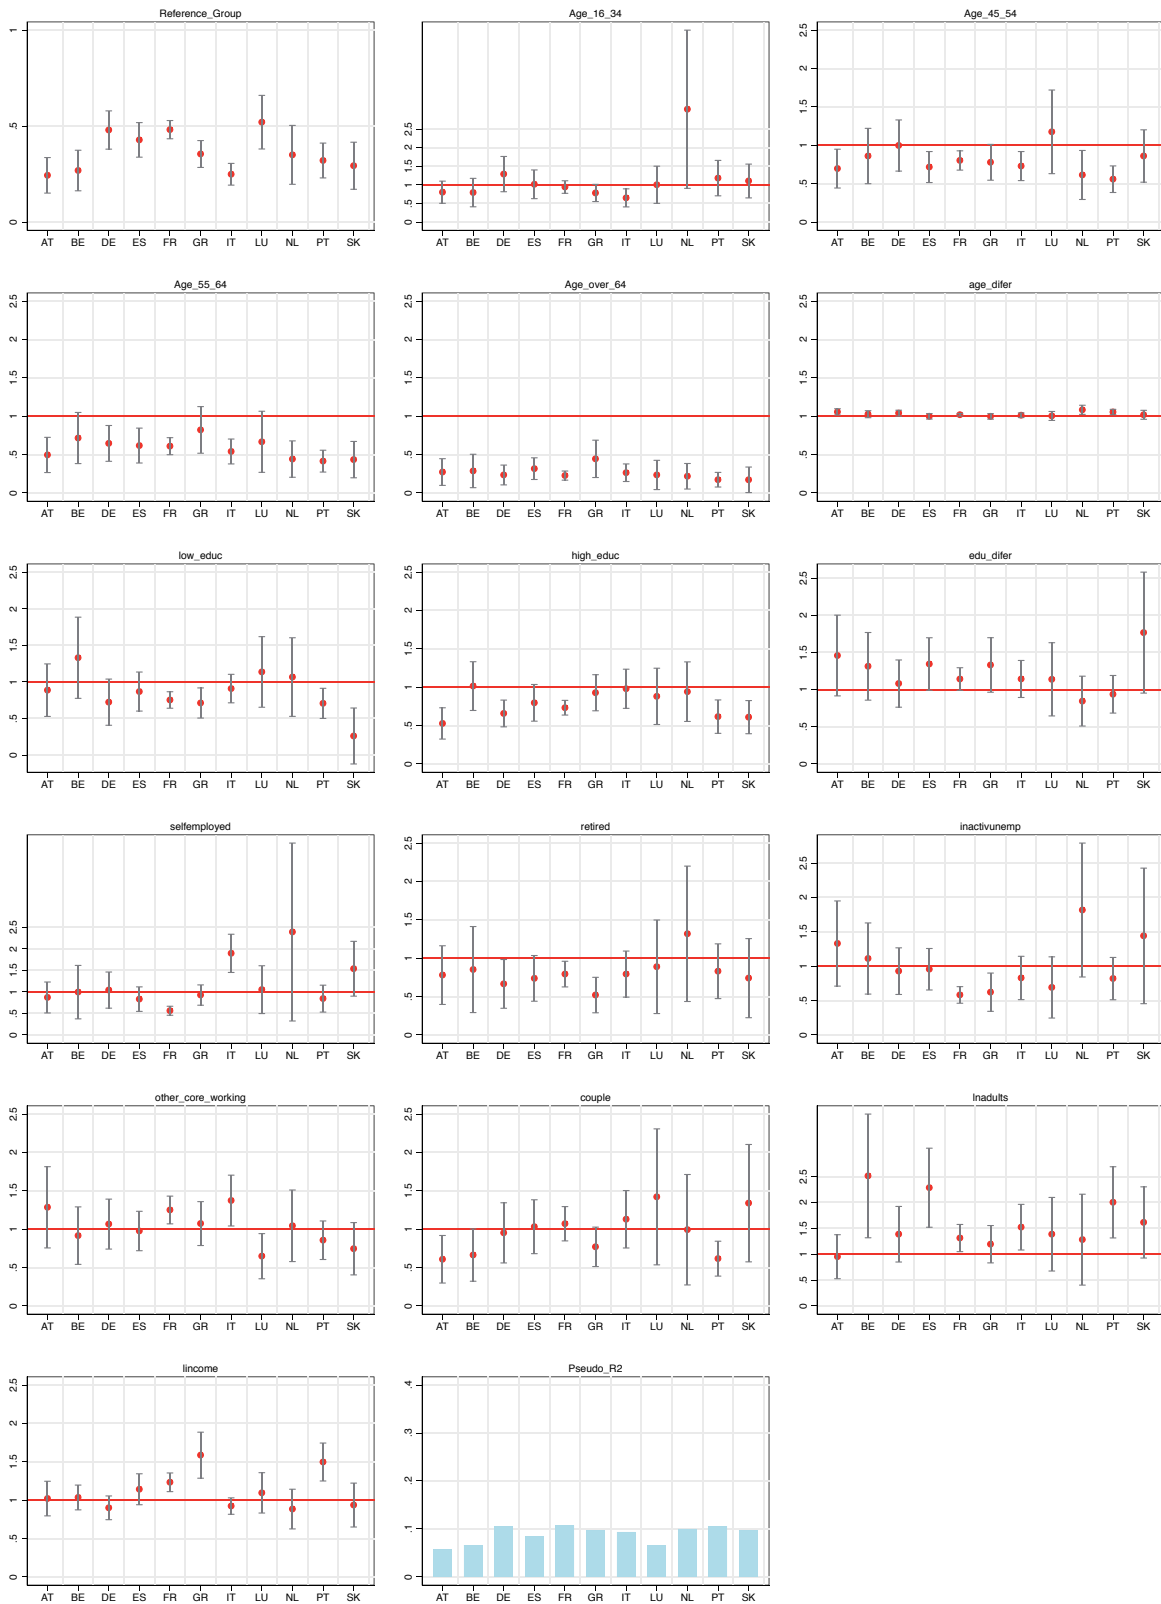 Reference_Group
Age_16_34
Age_45_54
1
.5
0
2.5
2
1.5
1
.5
0
2.5
2
1.5
1
.5
0
AT BE DE ES FR GR IT LU NL PT SK
AT BE DE ES FR GR IT LU NL PT SK
AT BE DE ES FR GR IT LU NL PT SK
Age_55_64
Age_over_64
age_difer
2.5
2
1.5
1
.5
0
2.5
2
1.5
1
.5
0
2.5
2
1.5
1
.5
0
AT BE DE ES FR GR IT LU NL PT SK
AT BE DE ES FR GR IT LU NL PT SK
AT BE DE ES FR GR IT LU NL PT SK
low_educ
high_educ
edu_difer
2.5
2
1.5
1
.5
0
2.5
2
1.5
1
.5
0
2.5
2
1.5
1
.5
0
AT BE DE ES FR GR IT LU NL PT SK
AT BE DE ES FR GR IT LU NL PT SK
AT BE DE ES FR GR IT LU NL PT SK
selfemployed
retired
inactivunemp
2.5
2
1.5
1
.5
0
2.5
2
1.5
1
.5
0
2.5
2
1.5
1
.5
0
AT BE DE ES FR GR IT LU NL PT SK
AT BE DE ES FR GR IT LU NL PT SK
AT BE DE ES FR GR IT LU NL PT SK
other_core_working
couple
lnadults
2.5
2
1.5
1
.5
0
2.5
2
1.5
1
.5
0
2.5
2
1.5
1
.5
0
AT BE DE ES FR GR IT LU NL PT SK
AT BE DE ES FR GR IT LU NL PT SK
AT BE DE ES FR GR IT LU NL PT SK
lincome
Pseudo_R2
2.5
2
1.5
1
.5
0
.4
.3
.2
.1
0
AT BE DE ES FR GR IT LU NL PT SK
AT BE DE ES FR GR IT LU NL PT SK